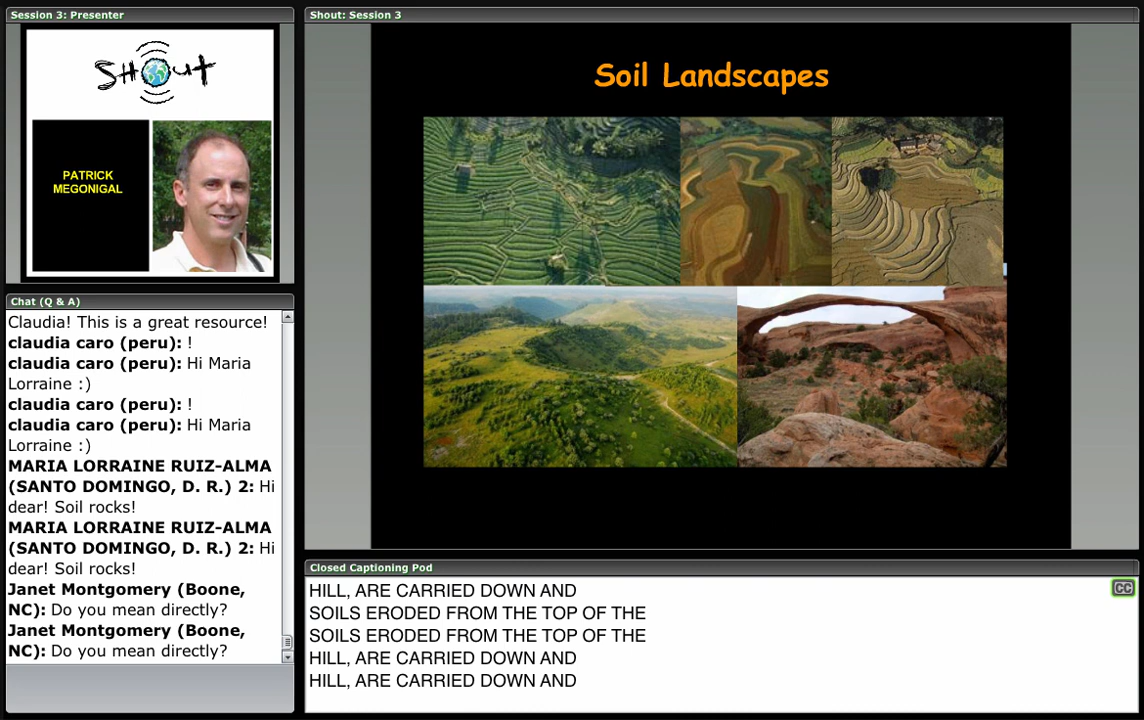 Session 3: Presenter
SHOut
PATRICK
MEGONIGAL
Chat (Q & A)
Claudia! This is a great resource!
claudia caro (peru): !
claudia caro (peru): Hi Maria
Lorraine :)
claudia caro (peru): !
claudia caro (peru): Hi Maria
Lorraine :)
MARIA LORRAINE RUIZ-ALMA
(SANTO DOMINGO, D. R.) 2: Hi
dear! Soil rocks!
MARIA LORRAINE RUIZ-ALMA
(SANTO DOMINGO, D. R.) 2: Hi
dear! Soil rocks!
Janet Montgomery (Boone,
NC): Do you mean directly?
Janet Montgomery (Boone,
NC): Do you mean directly?
Shout: Session 3
Soil Landscapes
Closed Captioning Pod
CC
HILL, ARE CARRIED DOWN AND
SOILS ERODED FROM THE TOP OF THE
SOILS ERODED FROM THE TOP OF THE
HILL, ARE CARRIED DOWN AND
HILL, ARE CARRIED DOWN AND